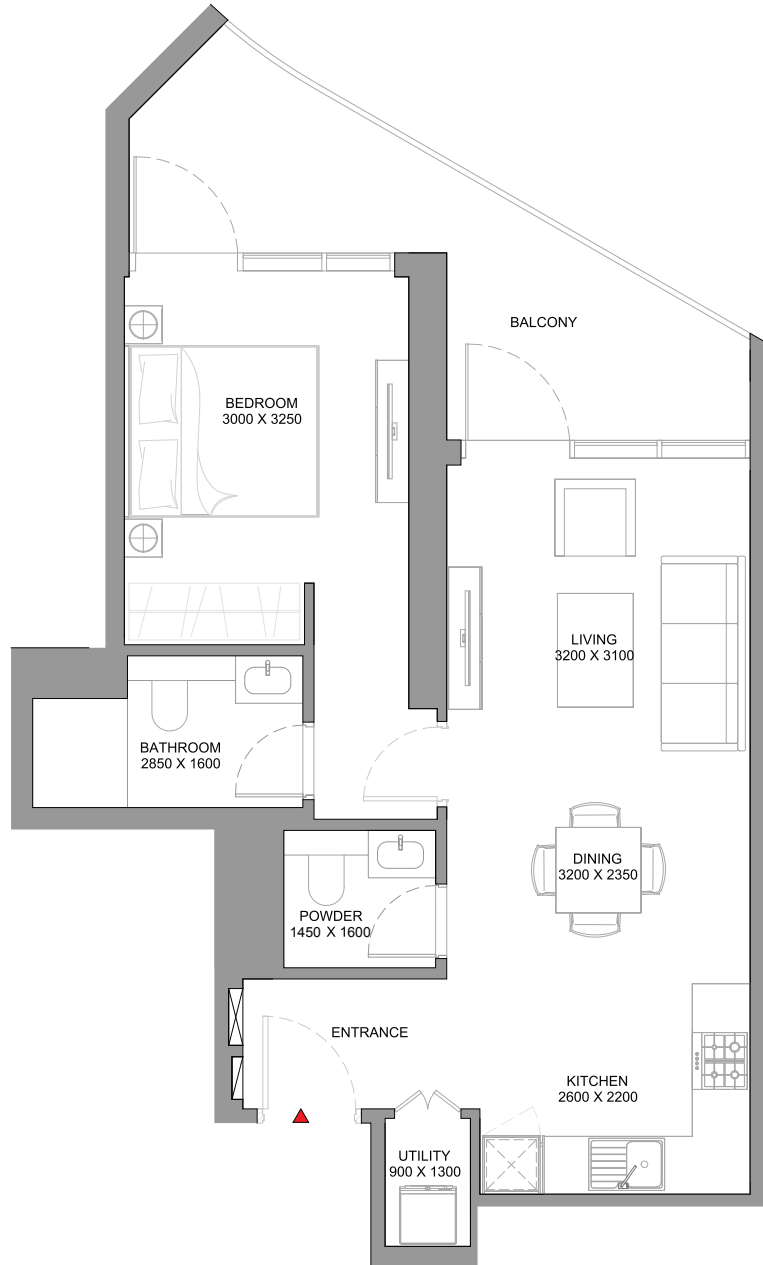 BALCONY
BEDROOM
3000 X 3250
LIVING
3200 X 3100
BATHROOM
2850 X 1600
DINING
3200 X 2350
POWDER
1450 X 1600
ENTRANCE
KITCHEN
2600 X 2200
UTILITY
900 X 1300